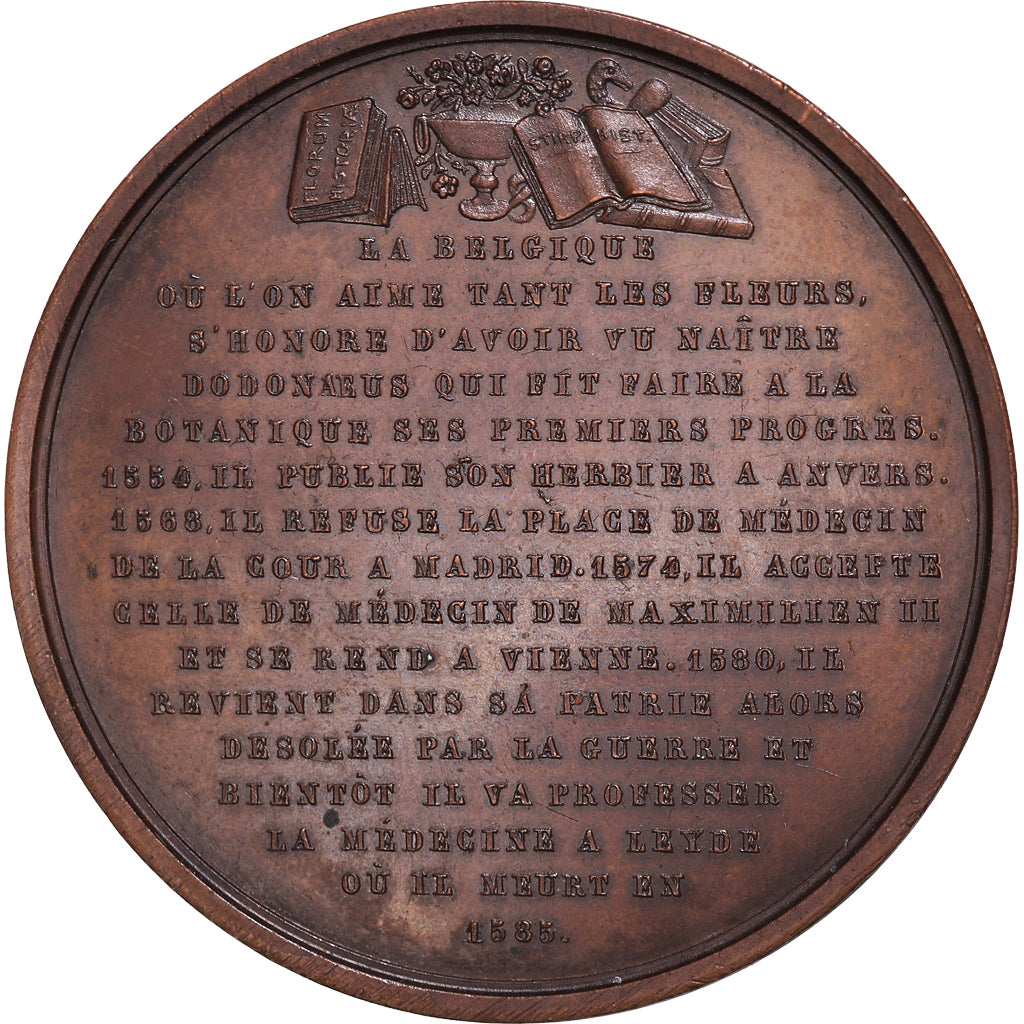 FLORUM
HISTORIA
STIRPIUM HIST.
LA BELGIQUE
OÙ L'ON AIME TANT LES FLEURS,
S'HONORE D'AVOIR VU NAÎTRE
DODONÆUS QUI FIT FAIRE A LA
BOTANIQUE SES PREMIERS PROGRÈS.
1554, IL PUBLIE SON HERBIER A ANVERS.
1568, IL REFUSE LA PLACE DE MÉDECIN
DE LA COUR A MADRID. 1574, IL ACCEPTE
CELLE DE MÉDECIN DE MAXIMILIEN II
ET SE REND A VIENNE. 1580, IL
REVIENT DANS SA PATRIE ALORS
DESOLÉE PAR LA GUERRE ET
BIENTÒT IL VA PROFESSER
LA MÉDECINE A LEYDE
OÙ IL MEURT EN
1585.